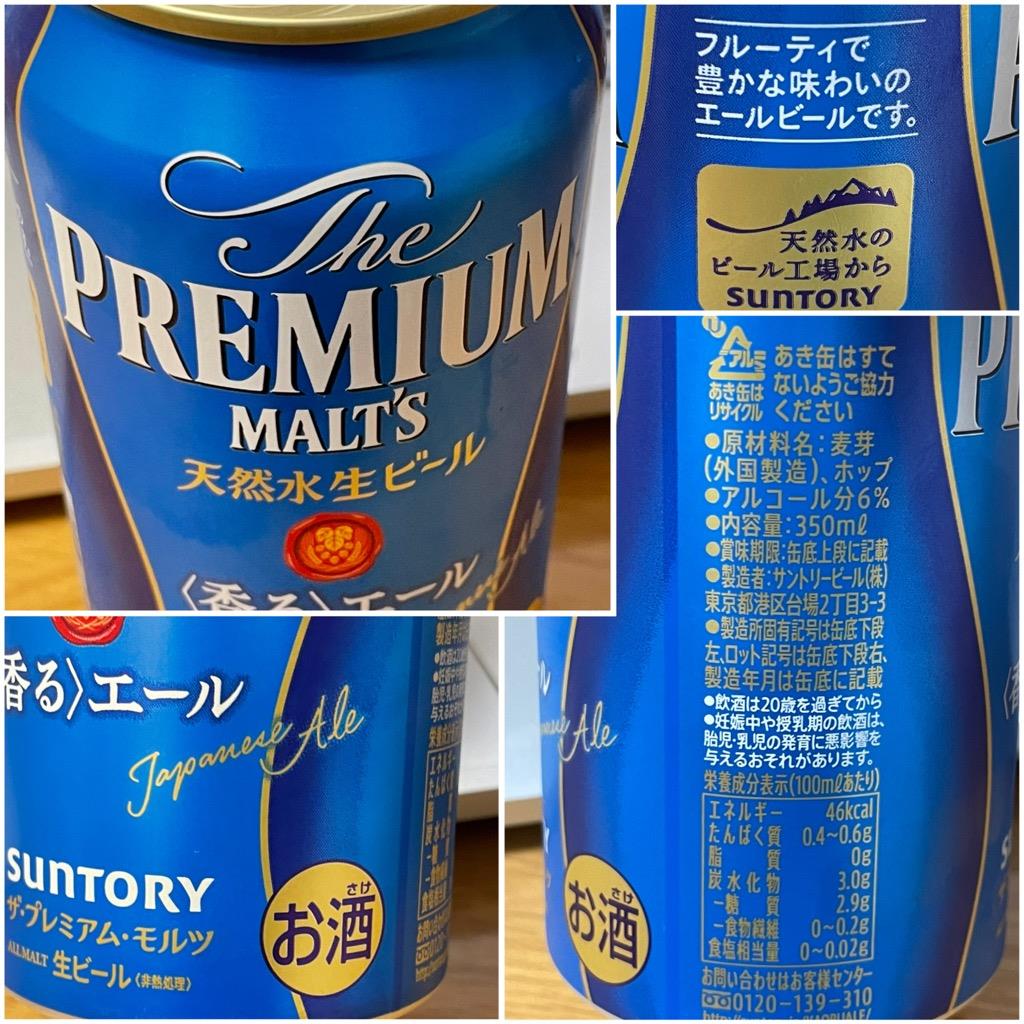 The
PREMIUM
MALT'S
天然水生ビール
〈香る〉エール
フルーティで
豊かな味わいの
エールビールです。
天然水の
ビール工場から
SUNTORY
香る〉エール
Japanese Ale
SUNTORY
ザ・プレミアム・モルツ
ALL MALT 生ビール〈非熱処理〉
さけ
お酒
アルミ
あき缶は
リサイクル
あき缶はすて
ないようご協力
ください
●原材料名:麦芽
(外国製造)、ホップ
●アルコール分6%
●内容量:350mℓ
●賞味期限:缶底上段に記載
●製造者:サントリービール(株)
東京都港区台場2丁目3-3
●製造所固有記号は缶底下段
左、ロット記号は缶底下段右、
製造年月は缶底に記載
●飲酒は20歳を過ぎてから
●妊娠中や授乳期の飲酒は、
胎児・乳児の発育に悪影響を
与えるおそれがあります。
栄養成分表示(100mℓあたり)
エネルギー 46kcal
たんぱく質 0.4~0.6g
脂質 0g
炭水化物 3.0g
-糖質 2.9g
-食物繊維 0~0.2g
食塩相当量 0~0.02g
お問い合わせはお客様センター
0120-139-310
Ale
さけ
お酒